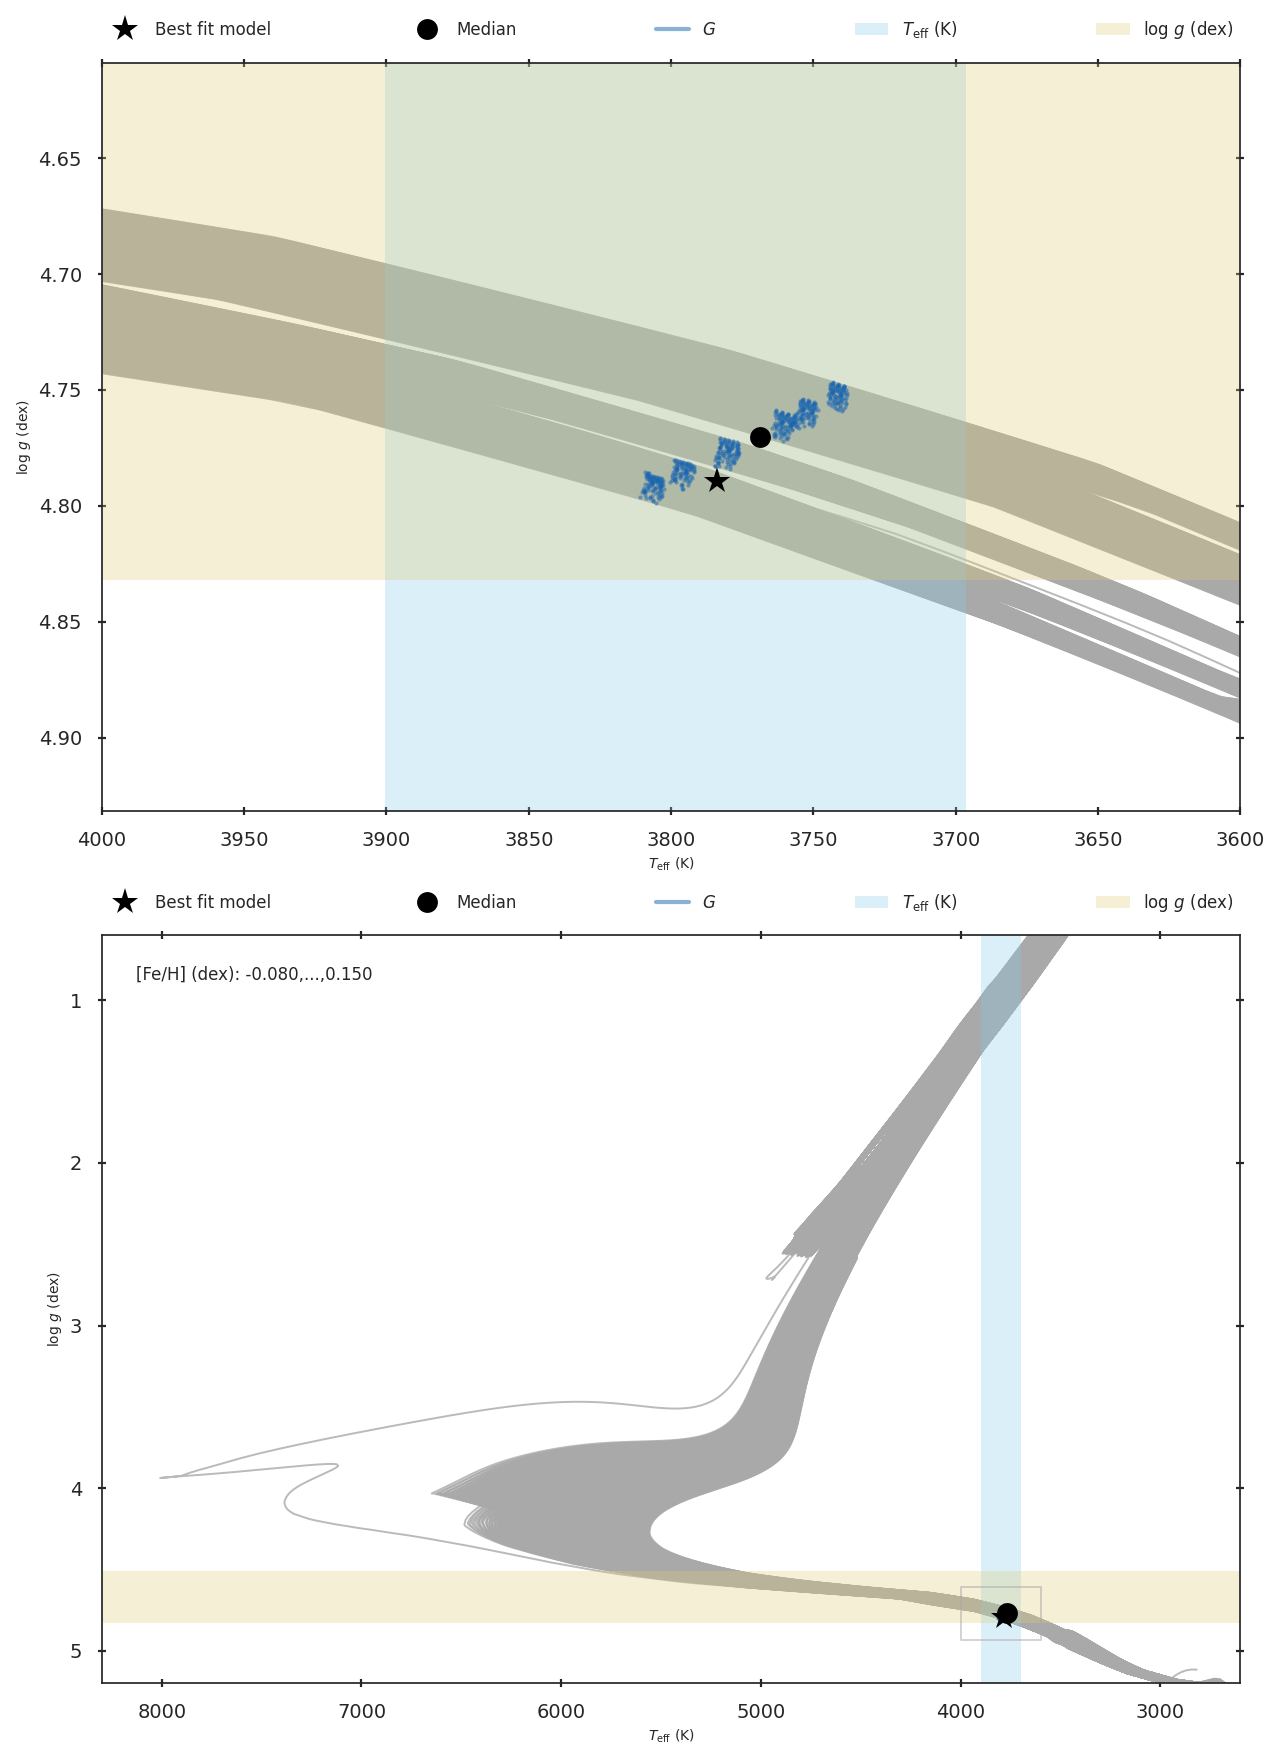 Best fit model Median G Teff (K) log g (dex)
4.65
4.70
4.75
4.80
4.85
4.90
log g (dex)
4000 3950 3900 3850 3800 3750 3700 3650 3600
Teff (K)
Best fit model Median G Teff (K) log g (dex)
[Fe/H] (dex): -0.080,...,0.150
1
2
3
4
5
log g (dex)
8000 7000 6000 5000 4000 3000
Teff (K)